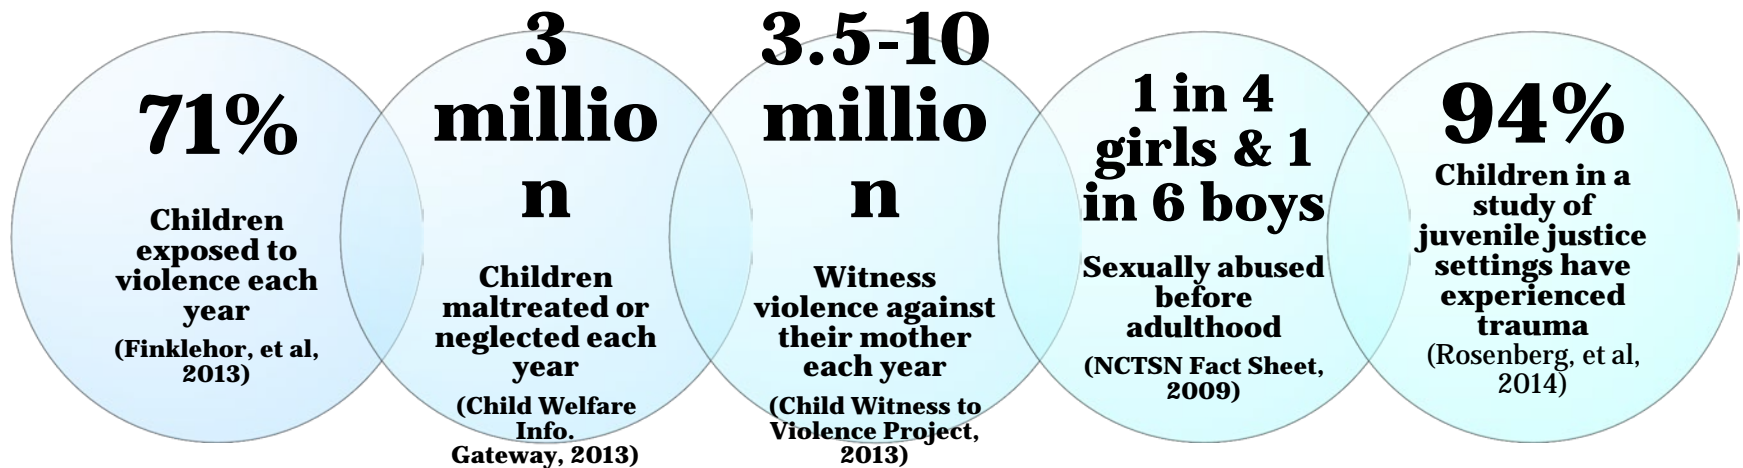 71%
Children
exposed to
violence each
year
(Finklehor, et al,
2013)
3
millio
n
Children
maltreated or
neglected each
year
(Child Welfare
Info.
Gateway, 2013)
3.5-10
millio
n
Witness
violence against
their mother
each year
(Child Witness to
Violence Project,
2013)
1 in 4
girls & 1
in 6 boys
Sexually abused
before
adulthood
(NCTSN Fact Sheet,
2009)
94%
Children in a
study of
juvenile justice
settings have
experienced
trauma
(Rosenberg, et al,
2014)